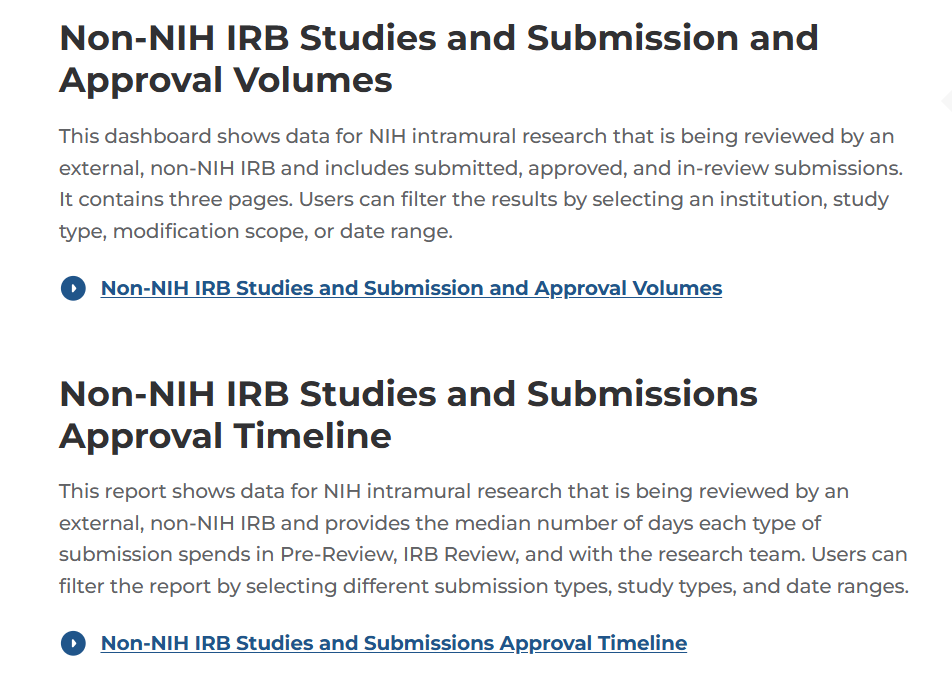 Non-NIH IRB Studies and Submission and
Approval Volumes
This dashboard shows data for NIH intramural research that is being reviewed by an
external, non-NIH IRB and includes submitted, approved, and in-review submissions.
It contains three pages. Users can filter the results by selecting an institution, study
type, modification scope, or date range.
Non-NIH IRB Studies and Submission and Approval Volumes
Non-NIH IRB Studies and Submissions
Approval Timeline
This report shows data for NIH intramural research that is being reviewed by an
external, non-NIH IRB and provides the median number of days each type of
submission spends in Pre-Review, IRB Review, and with the research team. Users can
filter the report by selecting different submission types, study types, and date ranges.
Non-NIH IRB Studies and Submissions Approval Timeline